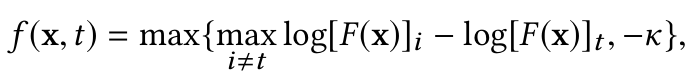 f(𝐱, t) = max{max_{i≠t} log[F(𝐱)]_i − log[F(𝐱)]_t, −κ},